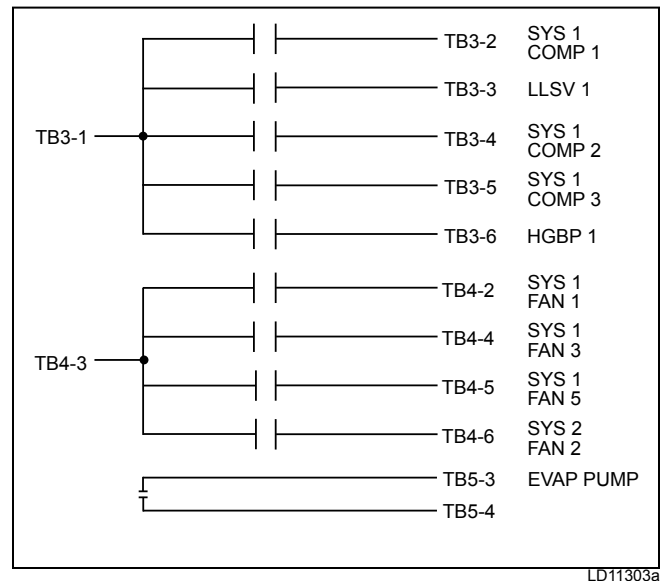 TB3-1
TB3-2 SYS 1
COMP 1
TB3-3 LLSV 1
TB3-4 SYS 1
COMP 2
TB3-5 SYS 1
COMP 3
TB3-6 HGBP 1
TB4-3
TB4-2 SYS 1
FAN 1
TB4-4 SYS 1
FAN 3
TB4-5 SYS 1
FAN 5
TB4-6 SYS 2
FAN 2
TB5-3 EVAP PUMP
TB5-4
LD11303a